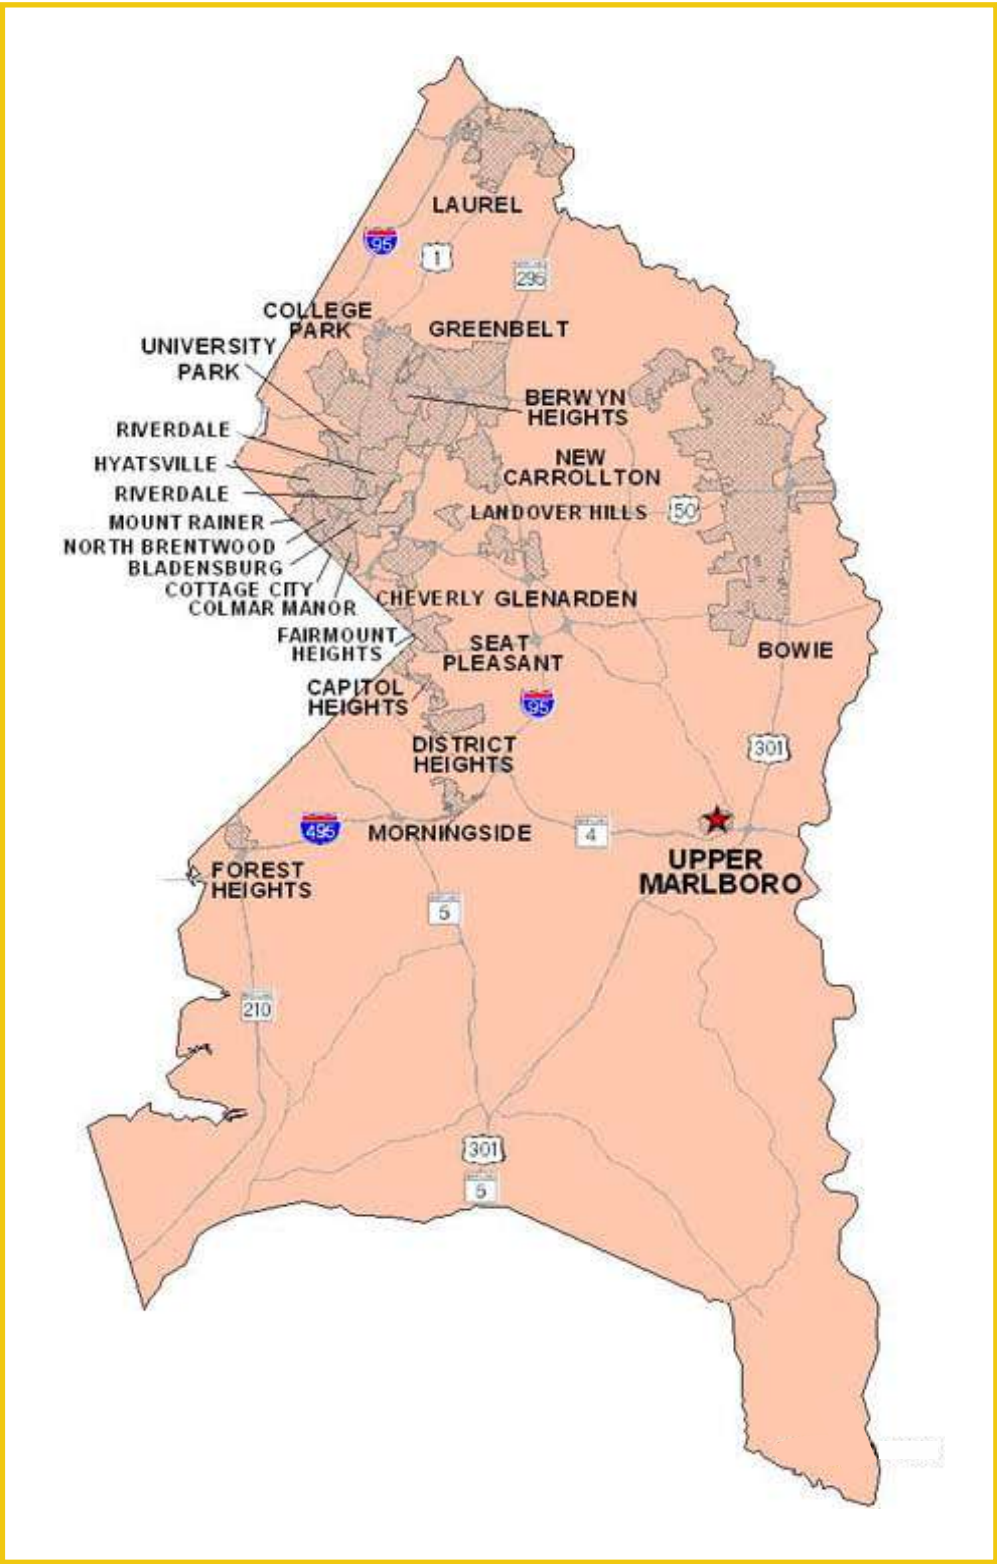 LAUREL
95
1
295
COLLEGE
PARK
GREENBELT
UNIVERSITY
PARK
BERWYN
HEIGHTS
RIVERDALE
HYATSVILLE
NEW
CARROLLTON
RIVERDALE
LANDOVER HILLS
50
MOUNT RAINER
NORTH BRENTWOOD
BLADENSBURG
COTTAGE CITY
COLMAR MANOR
CHEVERLY
GLENARDEN
FAIRMOUNT
HEIGHTS
SEAT
PLEASANT
BOWIE
CAPITOL
HEIGHTS
95
DISTRICT
HEIGHTS
301
495
MORNINGSIDE
4
UPPER
MARLBORO
FOREST
HEIGHTS
5
210
301
5